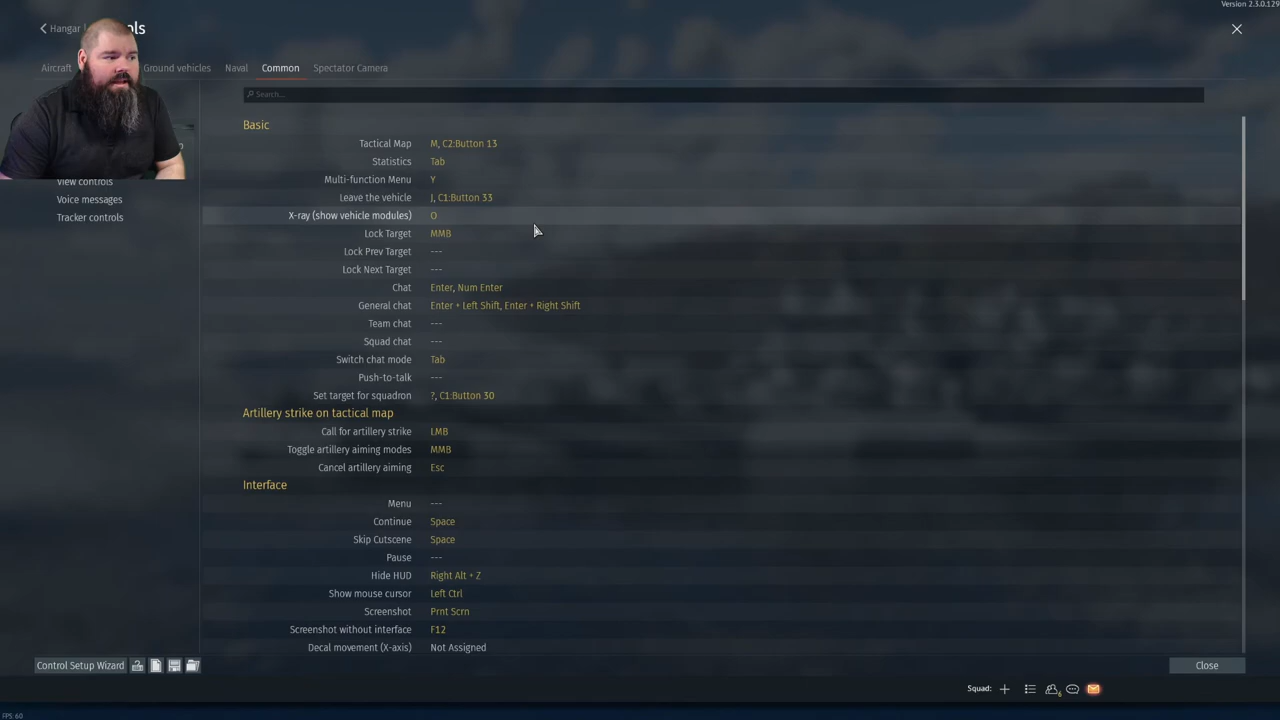 Version 2.3.0.129
Hangar
ols
Aircraft
Ground vehicles
Naval
Common
Spectator Camera
Search...
View controls
Voice messages
Tracker controls
Basic
Tactical Map M, C2:Button 13
Statistics Tab
Multi-function Menu Y
Leave the vehicle J, C1:Button 33
X-ray (show vehicle modules) O
Lock Target MMB
Lock Prev Target ---
Lock Next Target ---
Chat Enter, Num Enter
General chat Enter + Left Shift, Enter + Right Shift
Team chat ---
Squad chat ---
Switch chat mode Tab
Push-to-talk ---
Set target for squadron ?, C1:Button 30
Artillery strike on tactical map
Call for artillery strike LMB
Toggle artillery aiming modes MMB
Cancel artillery aiming Esc
Interface
Menu ---
Continue Space
Skip Cutscene Space
Pause ---
Hide HUD Right Alt + Z
Show mouse cursor Left Ctrl
Screenshot Prnt Scrn
Screenshot without interface F12
Decal movement (X-axis) Not Assigned
Control Setup Wizard
Close
Squad:
6
FPS: 60